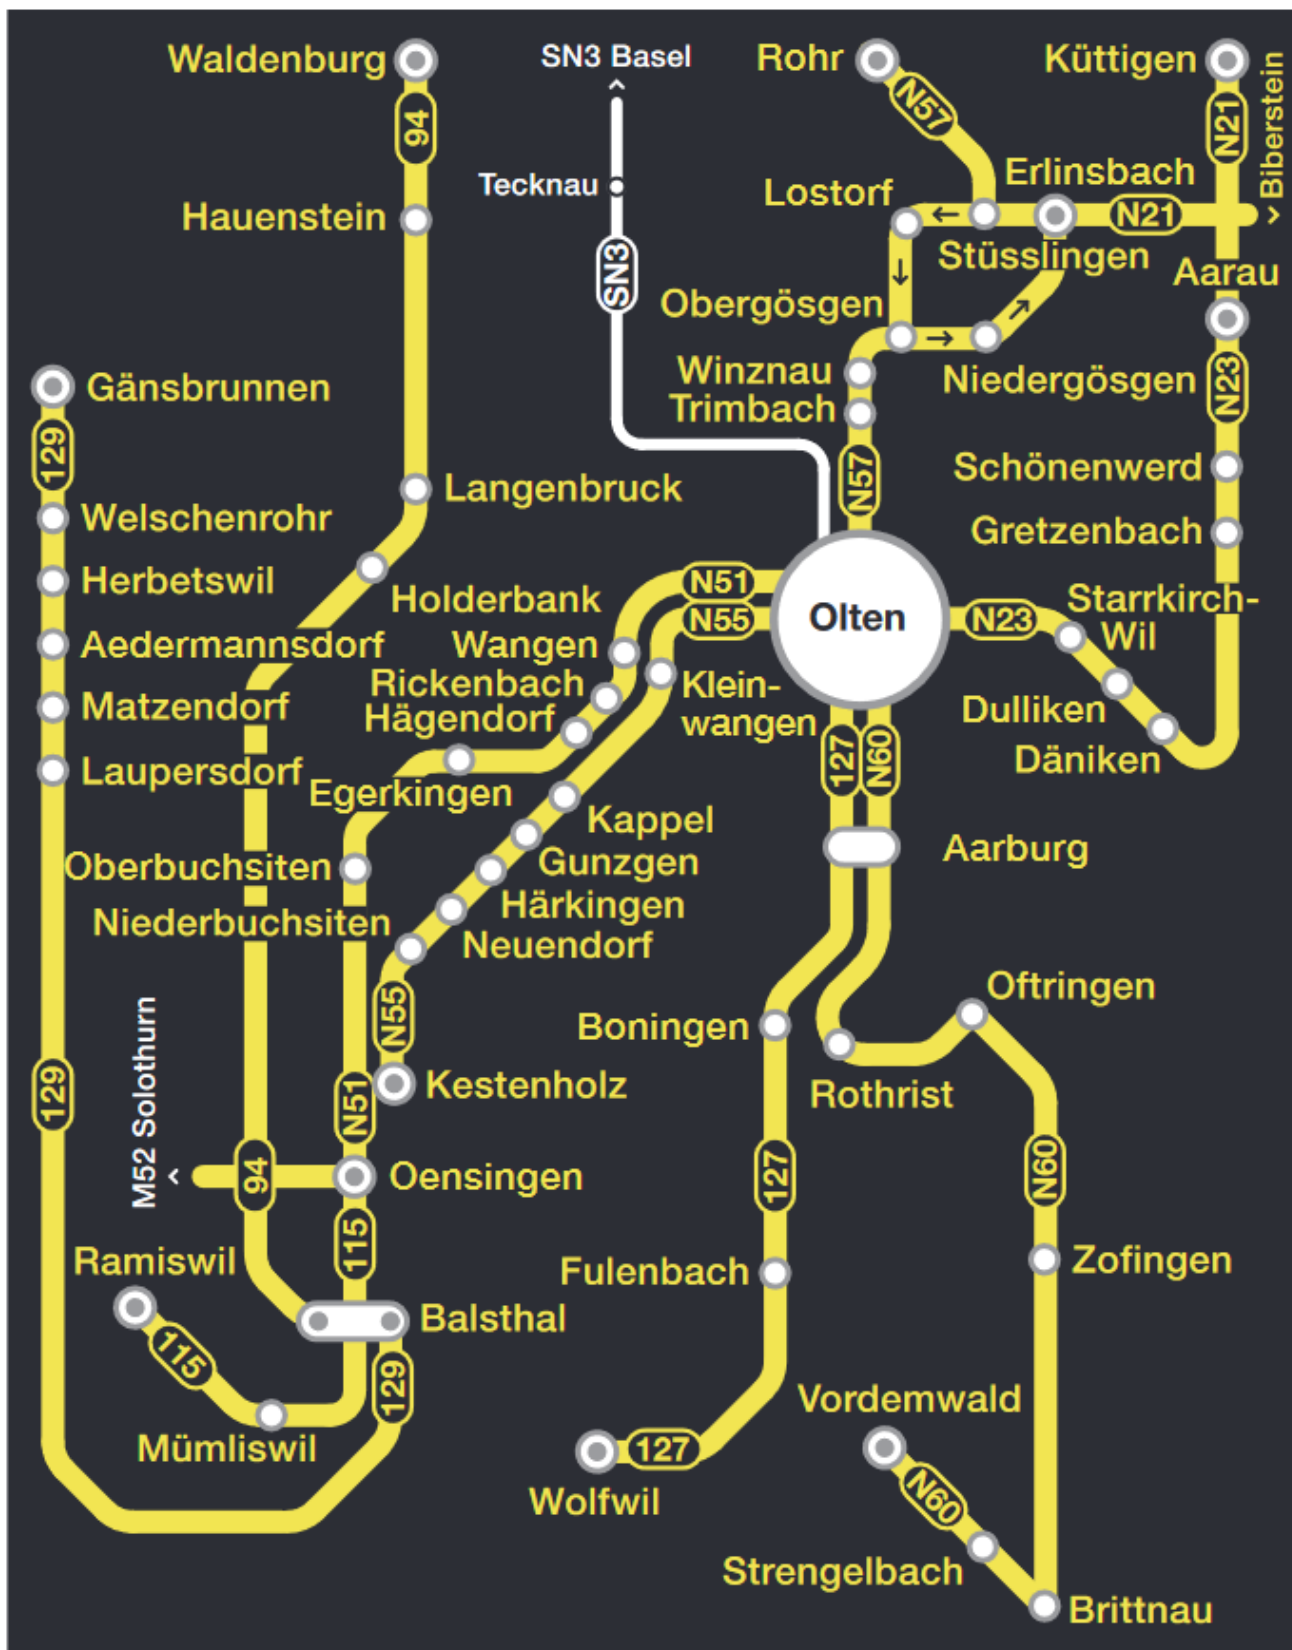 Waldenburg
SN3 Basel
Rohr
Küttigen
94
N57
N21
Biberstein
Tecknau
Erlinsbach
Lostorf
N21
Hauenstein
SN3
Stüsslingen
Aarau
Obergösgen
Gänsbrunnen
Winznau
Niedergösgen
N23
Trimbach
129
Schönenwerd
Langenbruck
N57
Welschenrohr
Gretzenbach
Herbetswil
N51
Holderbank
Starrkirch-
Wil
N55
Olten
N23
Aedermannsdorf
Wangen
Rickenbach
Klein-
wangen
Matzendorf
Hägendorf
Dulliken
Däniken
Laupersdorf
127
N60
Egerkingen
Kappel
Aarburg
Oberbuchsiten
Gunzgen
Härkingen
Niederbuchsiten
Neuendorf
Oftringen
N55
Boningen
M52 Solothurn
129
N51
Kestenholz
Rothrist
94
Oensingen
127
N60
115
Ramiswil
Fulenbach
Zofingen
Balsthal
115
129
Vordemwald
Mümliswil
127
Wolfwil
N60
Strengelbach
Brittnau